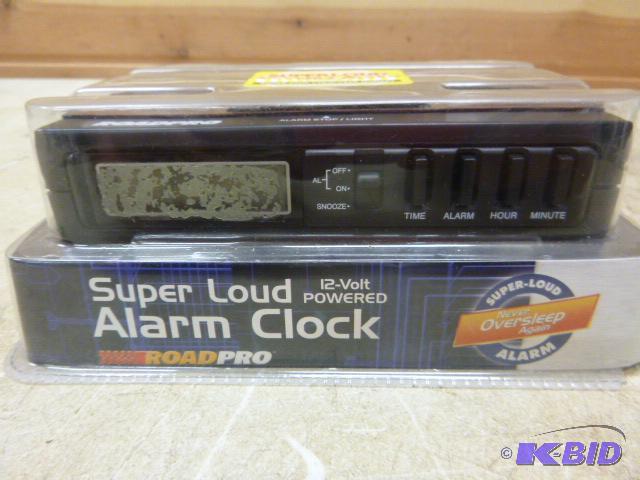 ALARM STOP / LIGHT
OFF
AL
ON
SNOOZE
TIME ALARM HOUR MINUTE
Super Loud 12-Volt POWERED
Alarm Clock
ROADPRO
SUPER-LOUD
Never
Oversleep
Again
ALARM
© K-BID